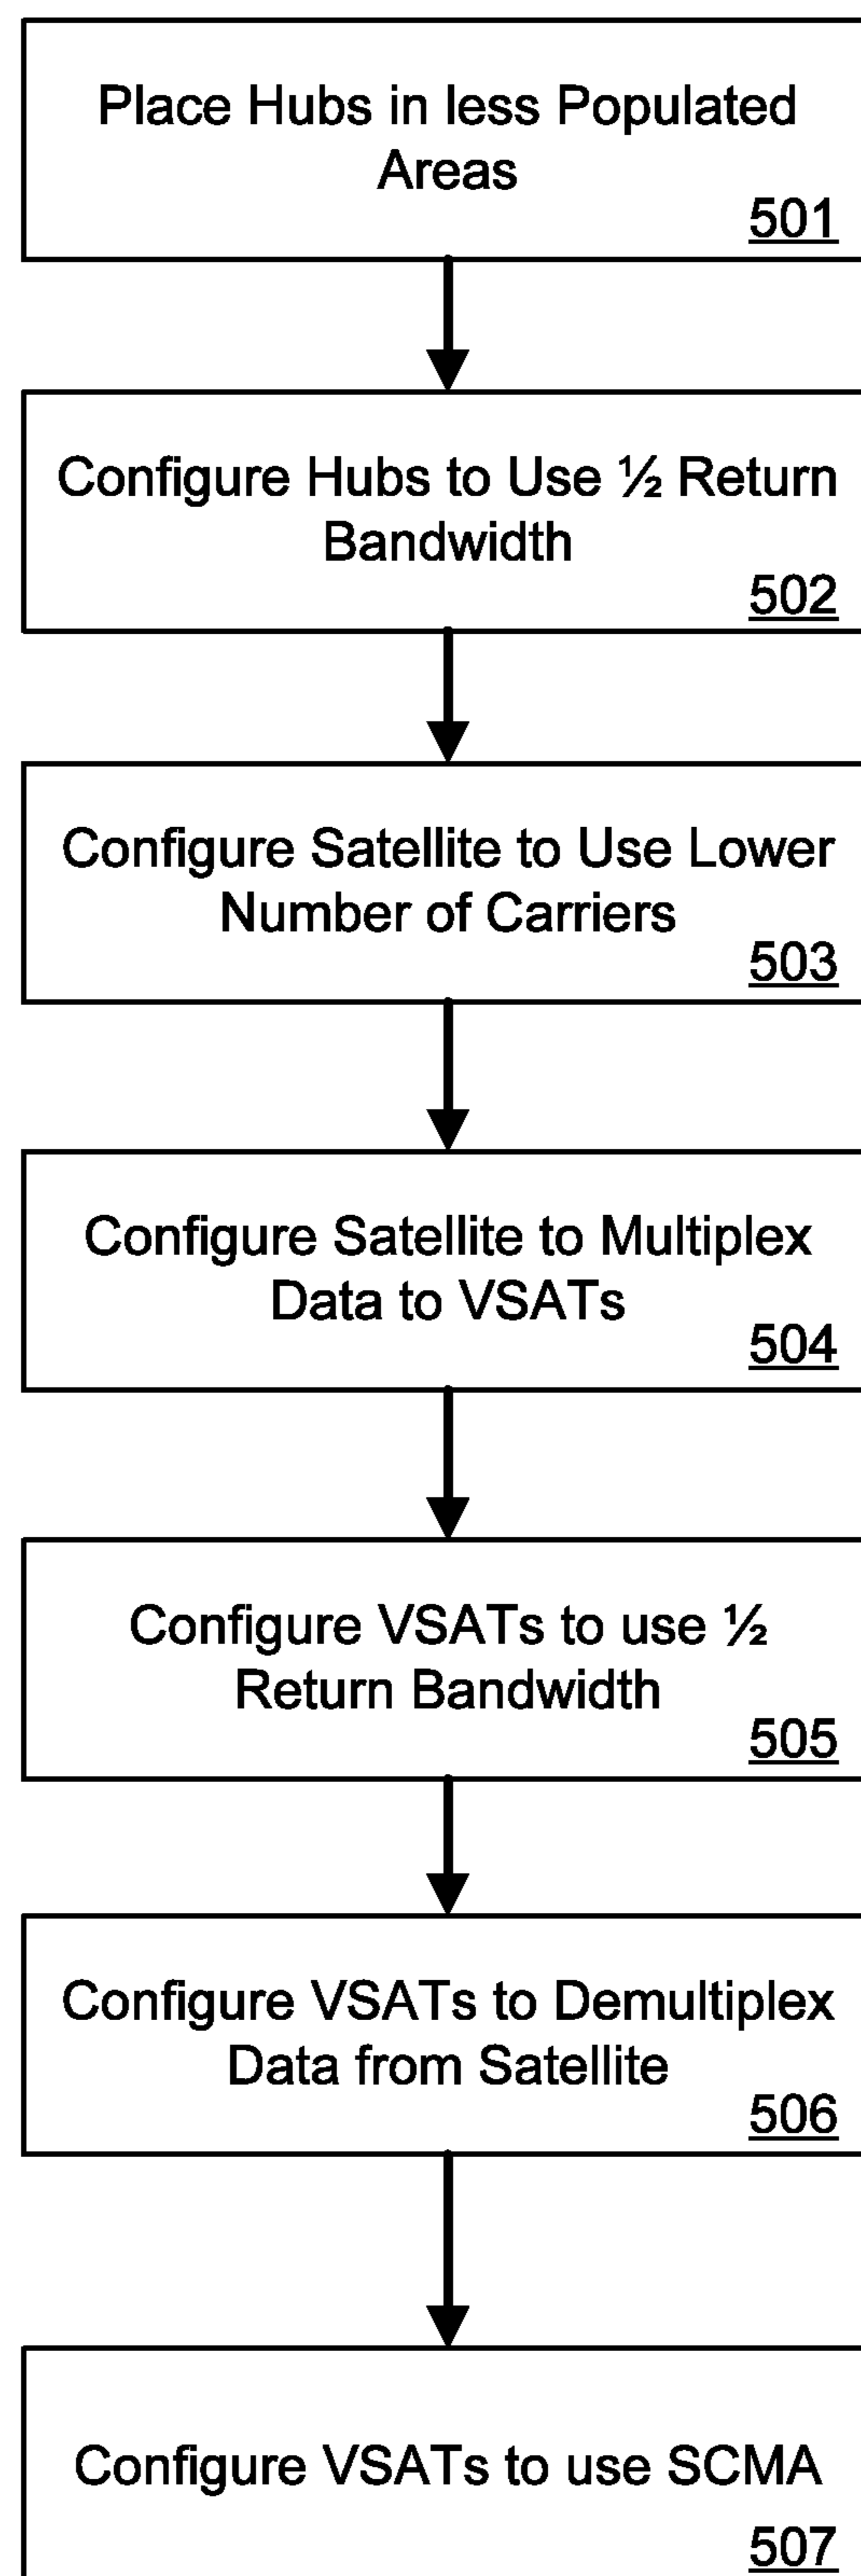 Place Hubs in less Populated
Areas
501
Configure Hubs to Use ½ Return
Bandwidth
502
Configure Satellite to Use Lower
Number of Carriers
503
Configure Satellite to Multiplex
Data to VSATs
504
Configure VSATs to use ½
Return Bandwidth
505
Configure VSATs to Demultiplex
Data from Satellite
506
Configure VSATs to use SCMA
507